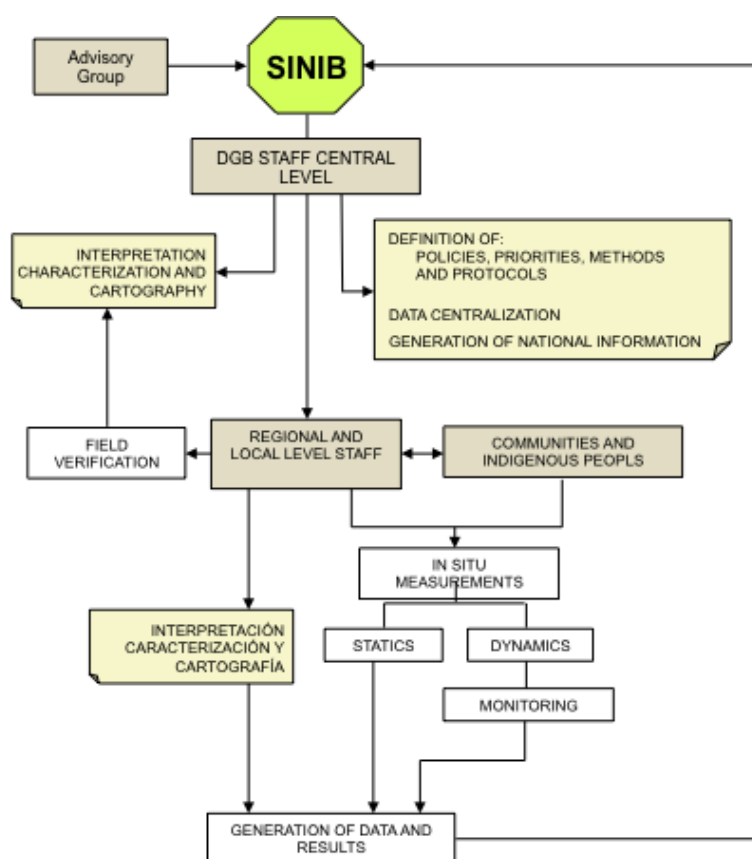 Advisory
Group
SINIB
DGB STAFF CENTRAL
LEVEL
INTERPRETATION
CHARACTERIZATION AND
CARTOGRAPHY
DEFINITION OF:
POLICIES, PRIORITIES, METHODS
AND PROTOCOLS
DATA CENTRALIZATION
GENERATION OF NATIONAL INFORMATION
FIELD
VERIFICATION
REGIONAL AND
LOCAL LEVEL STAFF
COMMUNITIES AND
INDIGENOUS PEOPLS
IN SITU
MEASUREMENTS
INTERPRETACIÓN
CARACTERIZACIÓN Y
CARTOGRAFÍA
STATICS
DYNAMICS
MONITORING
GENERATION OF DATA AND
RESULTS